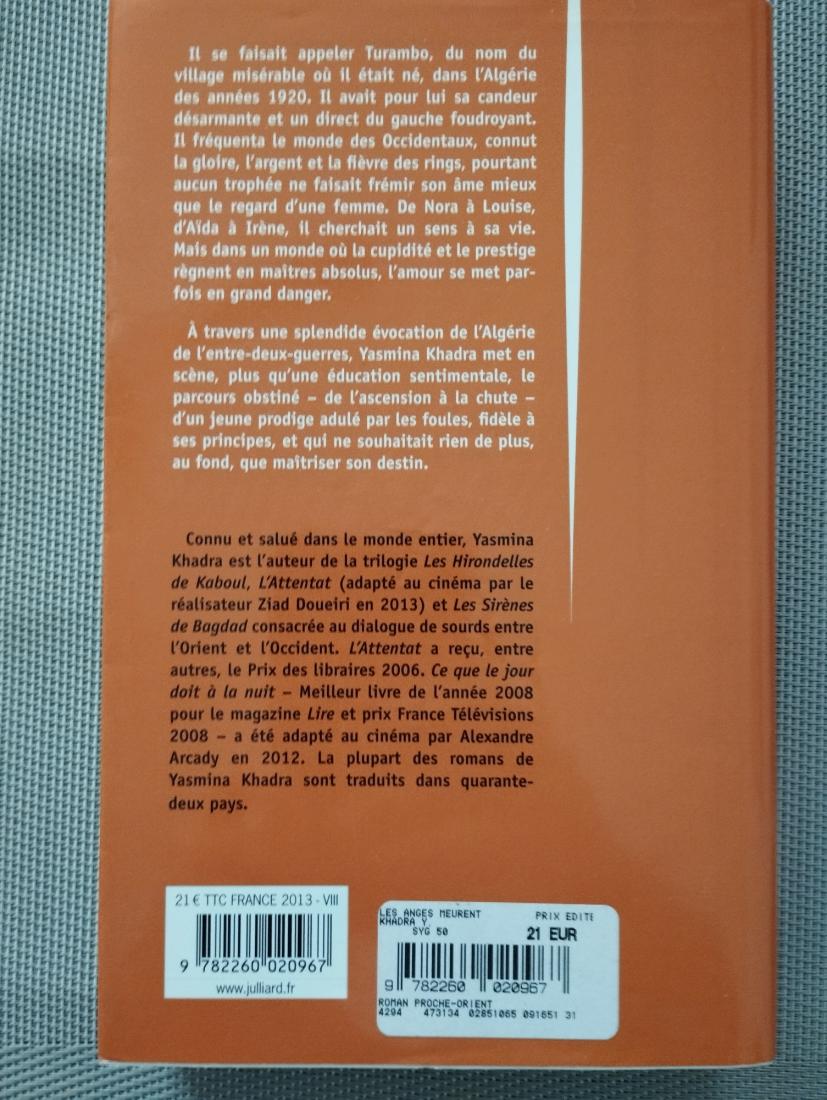 Il se faisait appeler Turambo, du nom du
village misérable où il était né, dans l'Algérie
des années 1920. Il avait pour lui sa candeur
désarmante et un direct du gauche foudroyant.
Il fréquenta le monde des Occidentaux, connut
la gloire, l'argent et la fièvre des rings, pourtant
aucun trophée ne faisait frémir son âme mieux
que le regard d'une femme. De Nora à Louise,
d'Aïda à Irène, il cherchait un sens à sa vie.
Mais dans un monde où la cupidité et le prestige
règnent en maîtres absolus, l'amour se met par-
fois en grand danger.
À travers une splendide évocation de l'Algérie
de l'entre-deux-guerres, Yasmina Khadra met en
scène, plus qu'une éducation sentimentale, le
parcours obstiné – de l'ascension à la chute –
d'un jeune prodige adulé par les foules, fidèle à
ses principes, et qui ne souhaitait rien de plus,
au fond, que maîtriser son destin.
Connu et salué dans le monde entier, Yasmina
Khadra est l'auteur de la trilogie Les Hirondelles
de Kaboul, L'Attentat (adapté au cinéma par le
réalisateur Ziad Doueiri en 2013) et Les Sirènes
de Bagdad consacrée au dialogue de sourds entre
l'Orient et l'Occident. L'Attentat a reçu, entre
autres, le Prix des libraires 2006. Ce que le jour
doit à la nuit – Meilleur livre de l'année 2008
pour le magazine Lire et prix France Télévisions
2008 – a été adapté au cinéma par Alexandre
Arcady en 2012. La plupart des romans de
Yasmina Khadra sont traduits dans quarante-
deux pays.
21 € TTC FRANCE 2013 - VIII
9 782260 020967
www.julliard.fr
LES ANGES MEURENT PRIX EDITE
KHADRA Y.
SYG 50 21 EUR
9 782260 020967
ROMAN PROCHE-ORIENT
4294 473134 02851065 091651 31